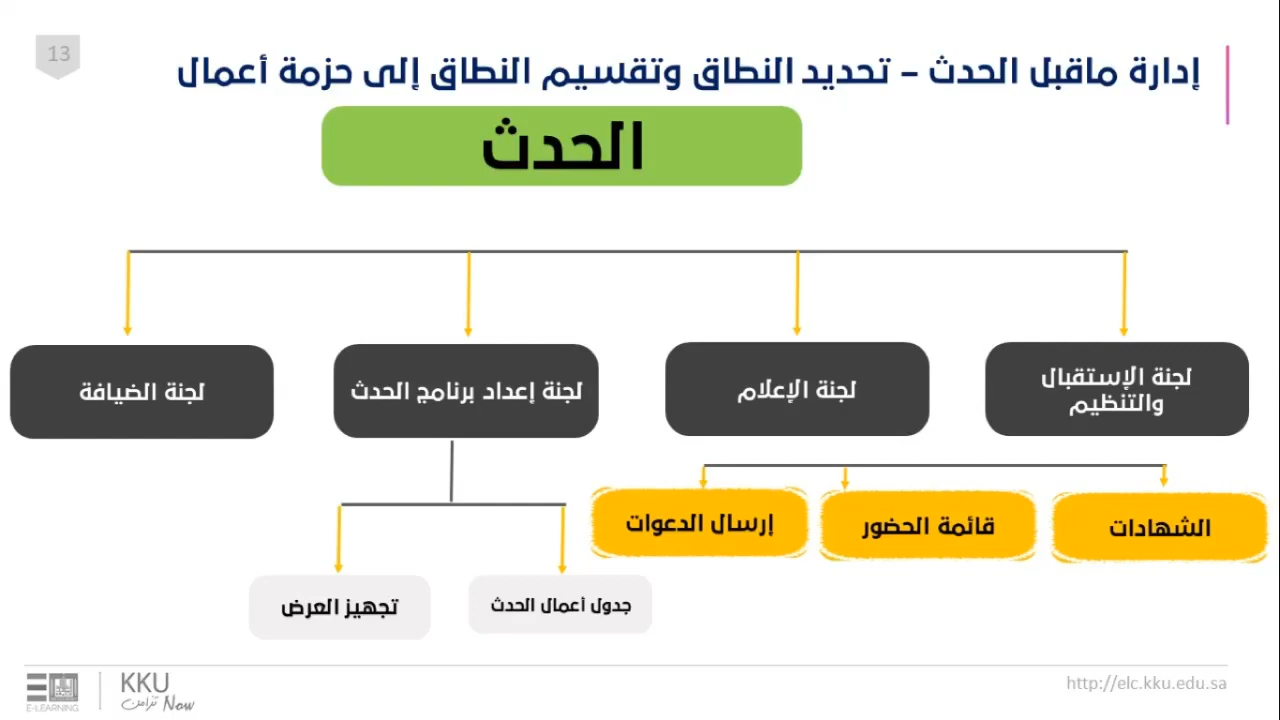 13
إدارة ماقبل الحدث – تحديد النطاق وتقسيم النطاق إلى حزمة أعمال
الحدث
لجنة الإستقبال
والتنظيم
لجنة الإعلام
لجنة إعداد برنامج الحدث
لجنة الضيافة
الشهادات
قائمة الحضور
إرسال الدعوات
جدول أعمال الحدث
تجهيز العرض
E-LEARNING
KKU
تزامن Now
http://elc.kku.edu.sa